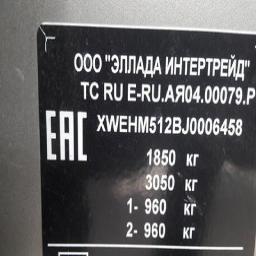 ООО "ЭЛЛАДА ИНТЕРТРЕЙД"
ТС RU E-RU.АЯ04.00079.Р
EAC
XWEHM512BJ0006458
1850 кг
3050 кг
1- 960 кг
2- 960 кг